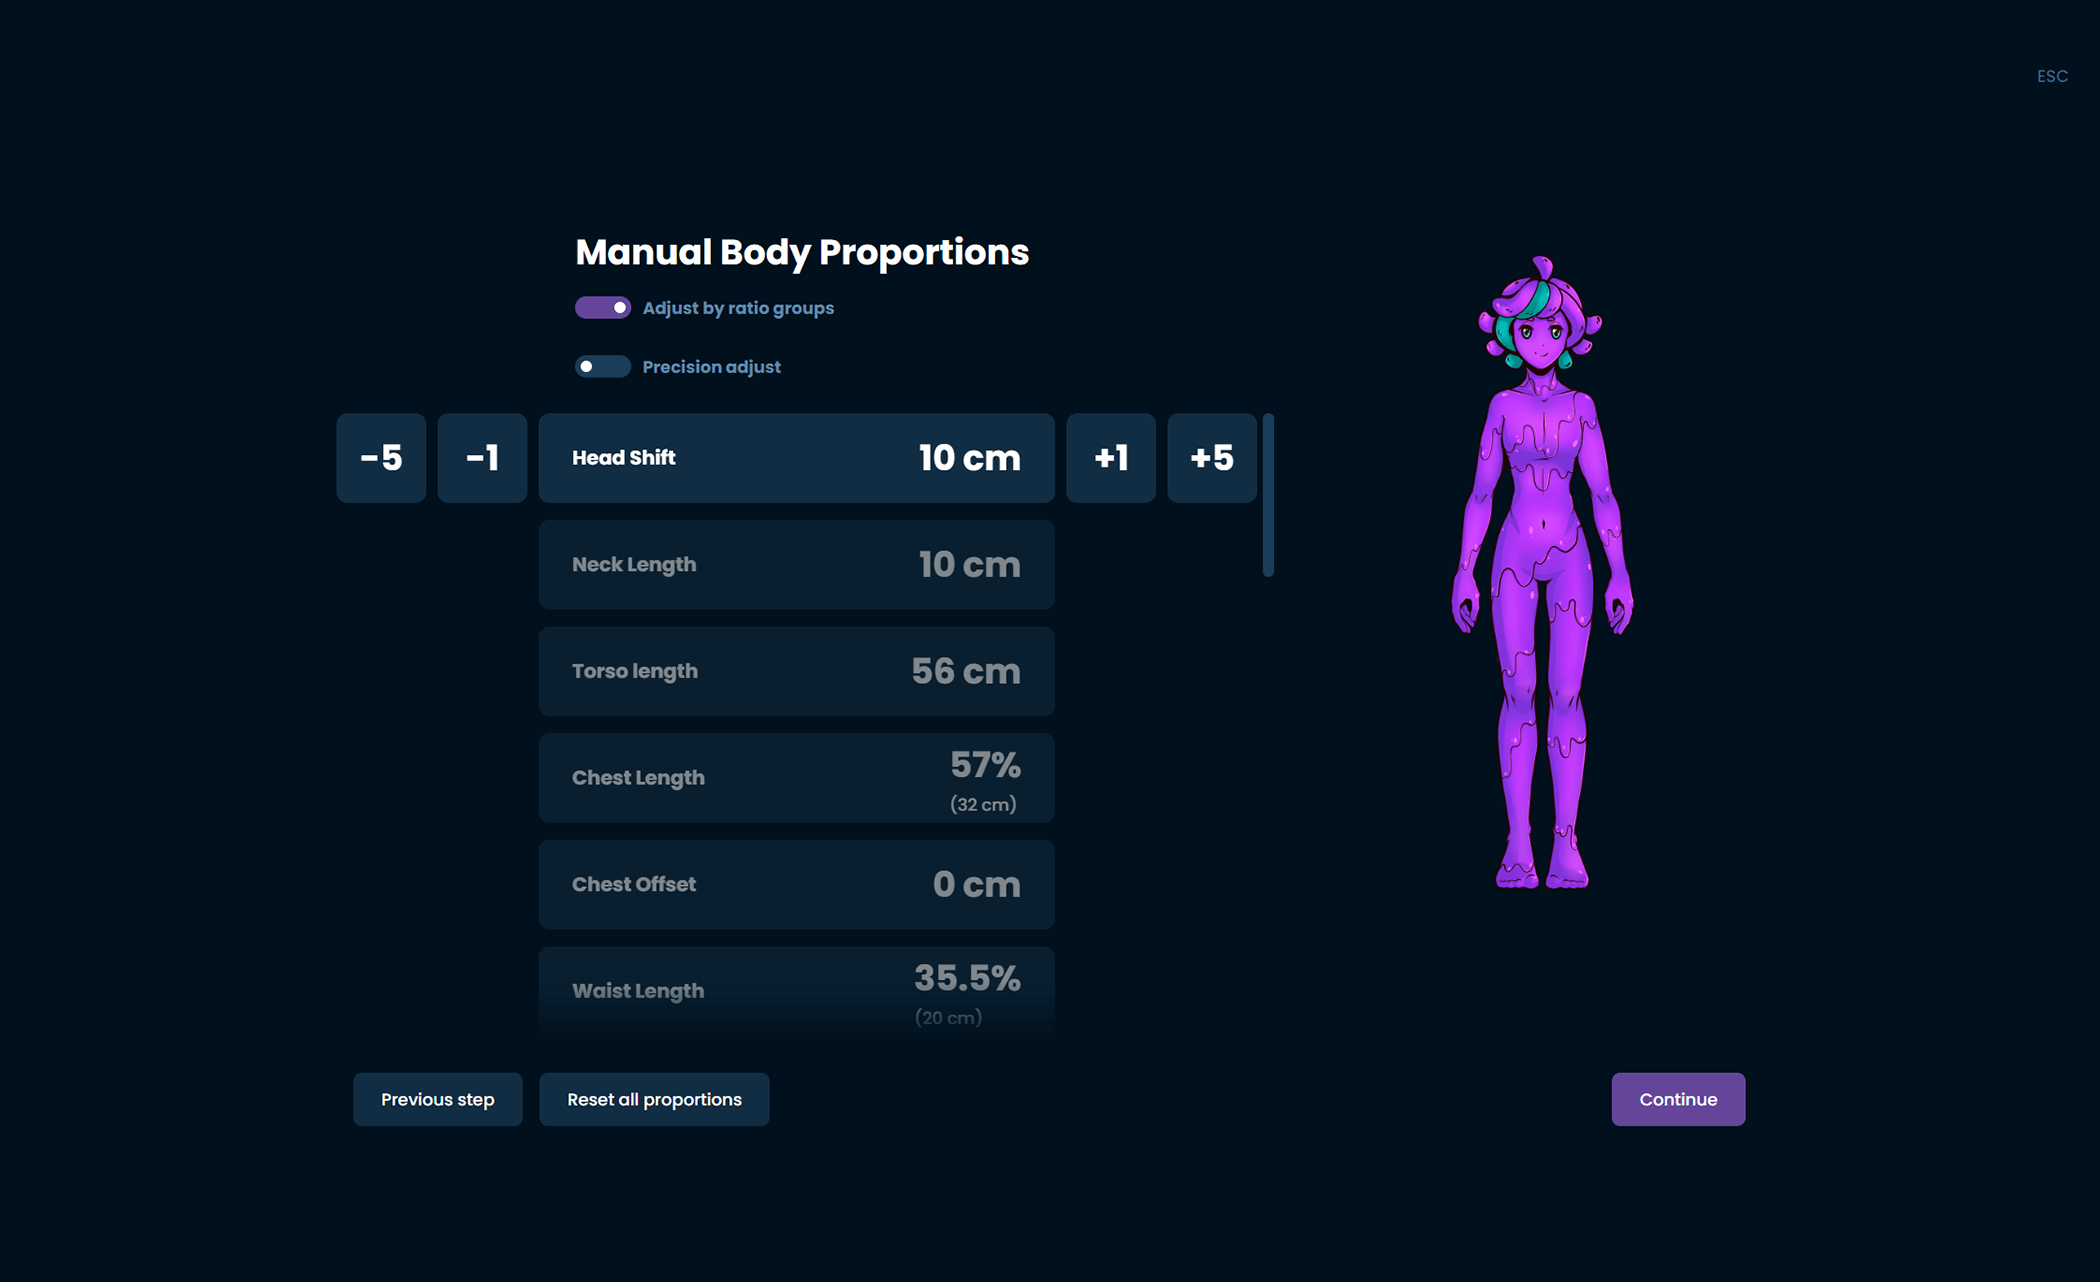 ESC
Manual Body Proportions
Adjust by ratio groups
Precision adjust
-5 -1 Head Shift 10 cm +1 +5
Neck Length 10 cm
Torso length 56 cm
Chest Length 57%
(32 cm)
Chest Offset 0 cm
Waist Length 35.5%
(20 cm)
Previous step Reset all proportions Continue